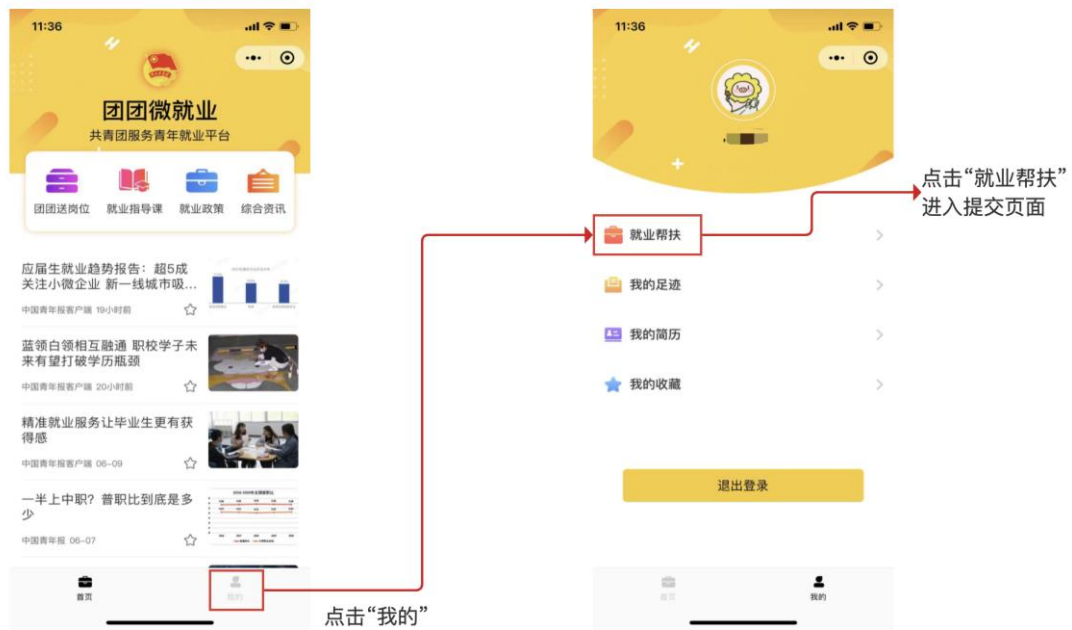 11:36
团团微就业
共青团服务青年就业平台
团团送岗位 就业指导课 就业政策 综合资讯
应届生就业趋势报告：超5成
关注小微企业 新一线城市吸...
中国青年报客户端 19小时前
蓝领白领相互融通 职校学子未
来有望打破学历瓶颈
中国青年报客户端 20小时前
精准就业服务让毕业生更有获
得感
中国青年报客户端 06-09
一半上中职？普职比到底是多
少
中国青年报 06-07
首页 我的
点击“我的”
11:36
就业帮扶
我的足迹
我的简历
我的收藏
退出登录
首页 我的
点击“就业帮扶”
进入提交页面